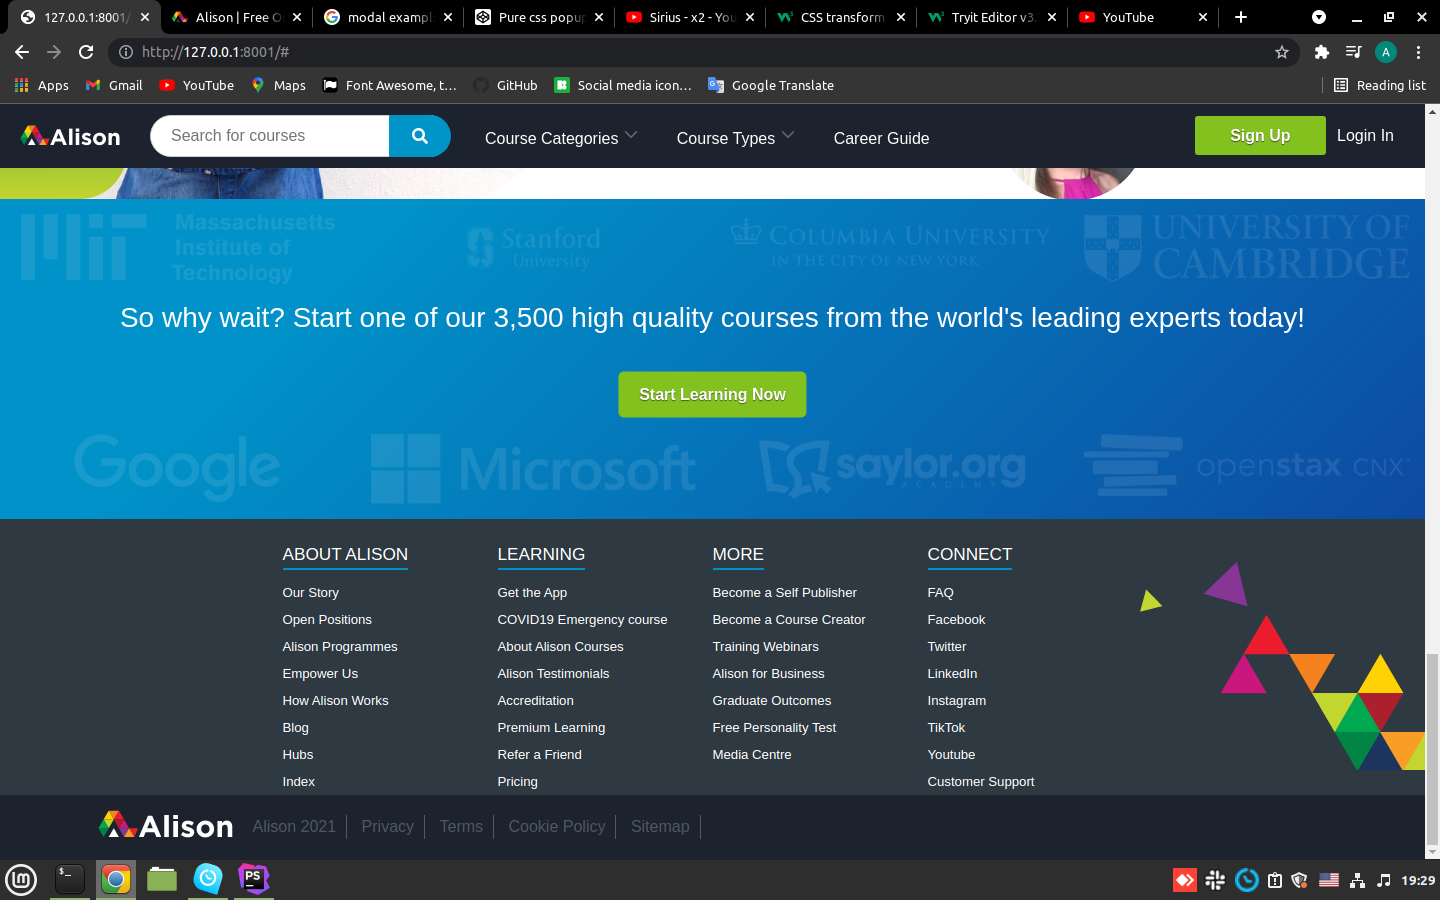 127.0.0.1:8001/
Alison | Free O
modal exampl
Pure css popup
Sirius - x2 - You
CSS transform
Tryit Editor v3.
YouTube
http://127.0.0.1:8001/#
A
Apps
Gmail
YouTube
Maps
Font Awesome, t...
GitHub
Social media icon...
Google Translate
Reading list
Alison
Search for courses
Course Categories
Course Types
Career Guide
Sign Up
Login In
Massachusetts
Institute of
Technology
Stanford
University
COLUMBIA UNIVERSITY
IN THE CITY OF NEW YORK
UNIVERSITY OF
CAMBRIDGE
So why wait? Start one of our 3,500 high quality courses from the world's leading experts today!
Start Learning Now
Google
Microsoft
saylor.org
ACADEMY
openstax CNX™
ABOUT ALISON
Our Story
Open Positions
Alison Programmes
Empower Us
How Alison Works
Blog
Hubs
Index
LEARNING
Get the App
COVID19 Emergency course
About Alison Courses
Alison Testimonials
Accreditation
Premium Learning
Refer a Friend
Pricing
MORE
Become a Self Publisher
Become a Course Creator
Training Webinars
Alison for Business
Graduate Outcomes
Free Personality Test
Media Centre
CONNECT
FAQ
Facebook
Twitter
LinkedIn
Instagram
TikTok
Youtube
Customer Support
Alison
Alison 2021
Privacy
Terms
Cookie Policy
Sitemap
$_
PS
19:29